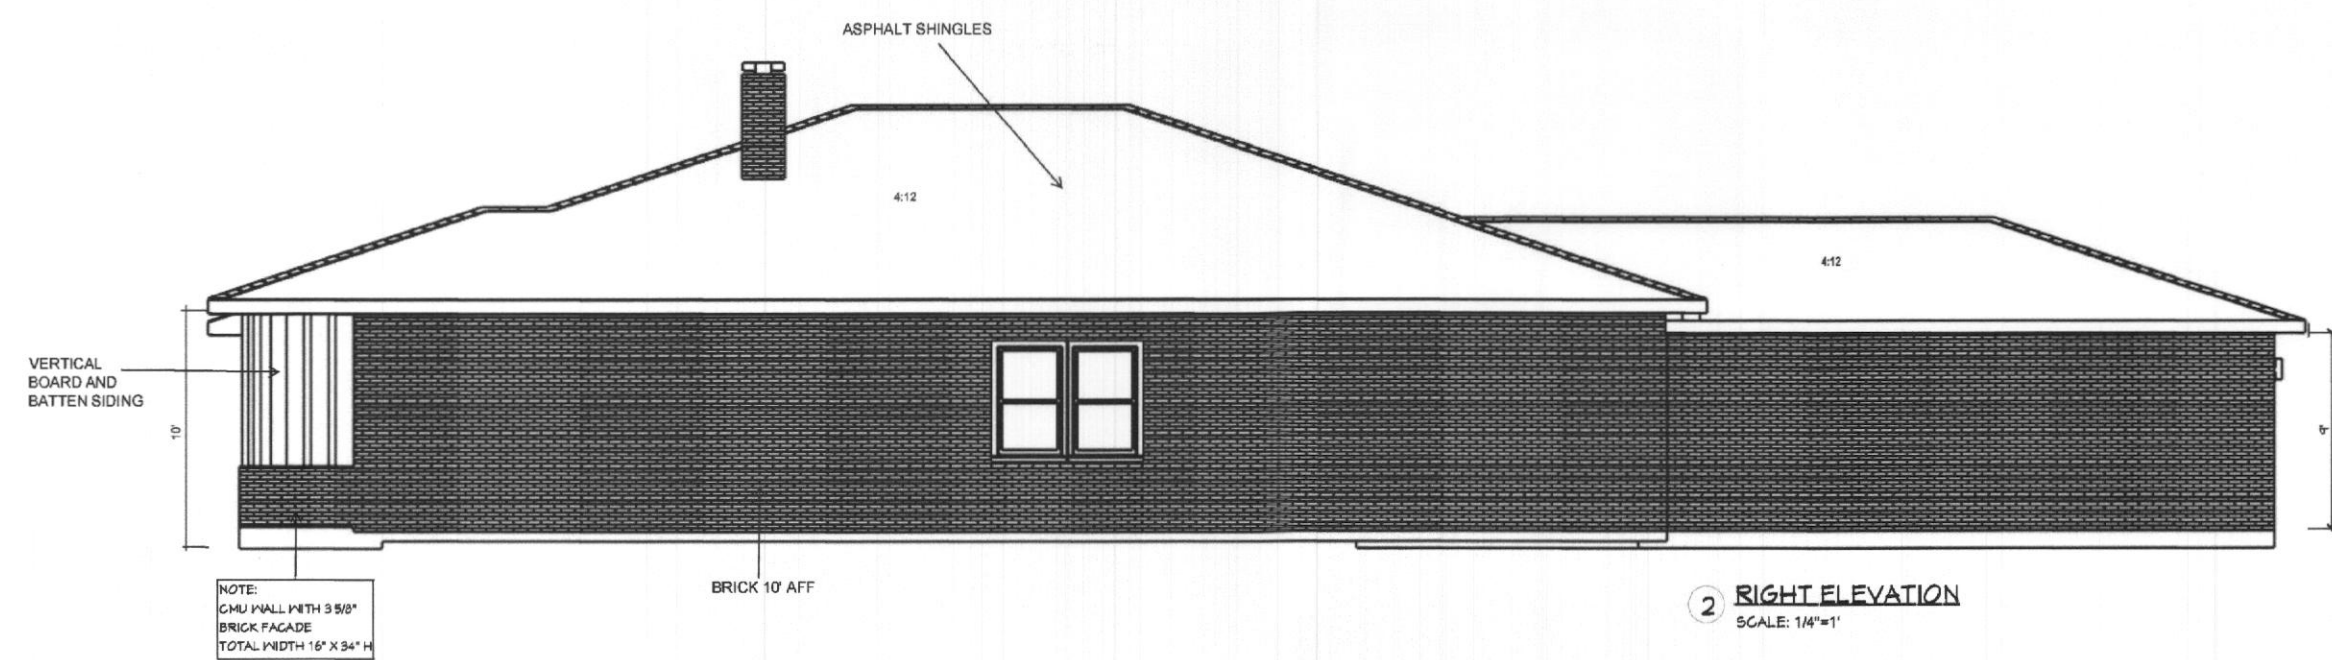 ASPHALT SHINGLES
4:12
4:12
VERTICAL
BOARD AND
BATTEN SIDING
10'
NOTE:
CMU WALL WITH 3 5/8"
BRICK FACADE
TOTAL WIDTH 16" X 34" H
BRICK 10' AFF
2 RIGHT ELEVATION
SCALE: 1/4"=1'